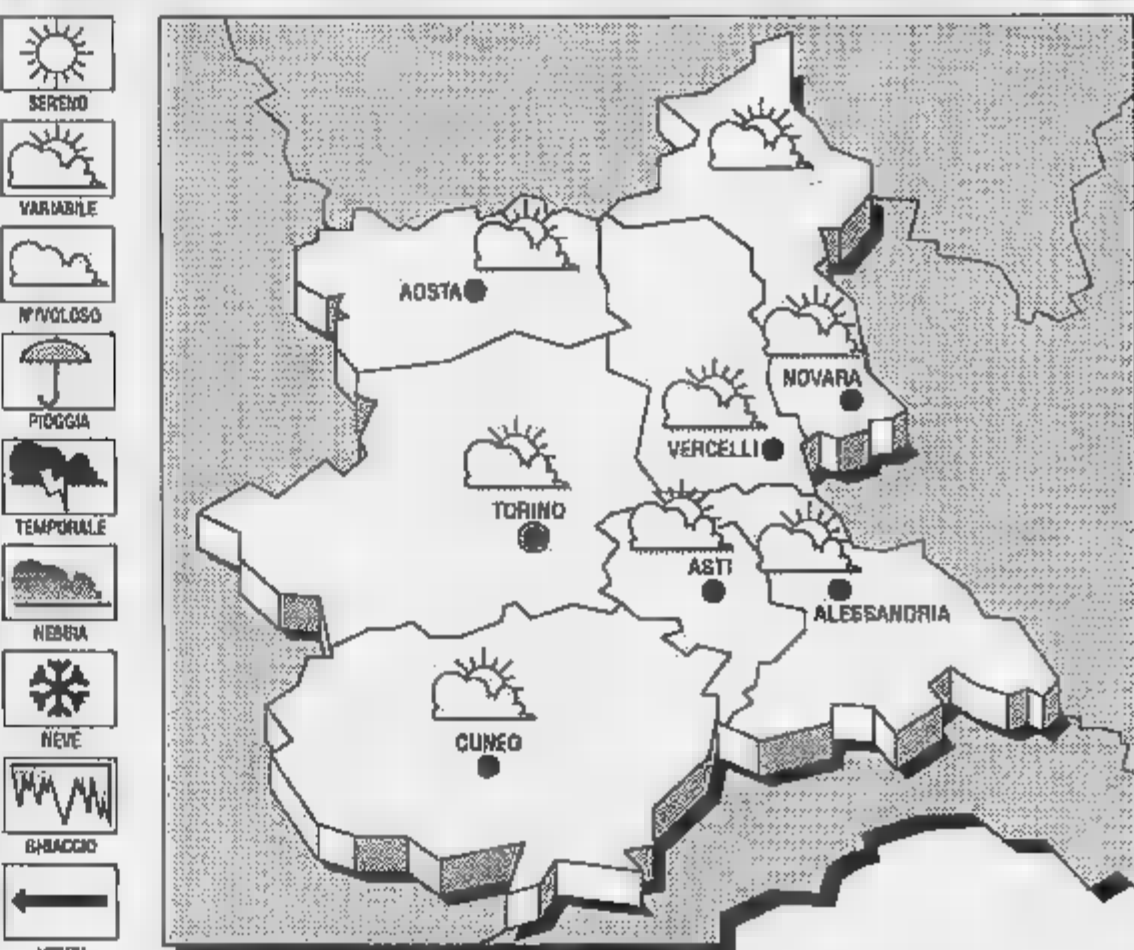 SERENO
VARIABILE
NUVOLOSO
PIOGGIA
TEMPORALE
NEBBIA
NEVE
GHIACCIO
AOSTA
NOVARA
VERCELLI
TORINO
ASTI
ALESSANDRIA
CUNEO